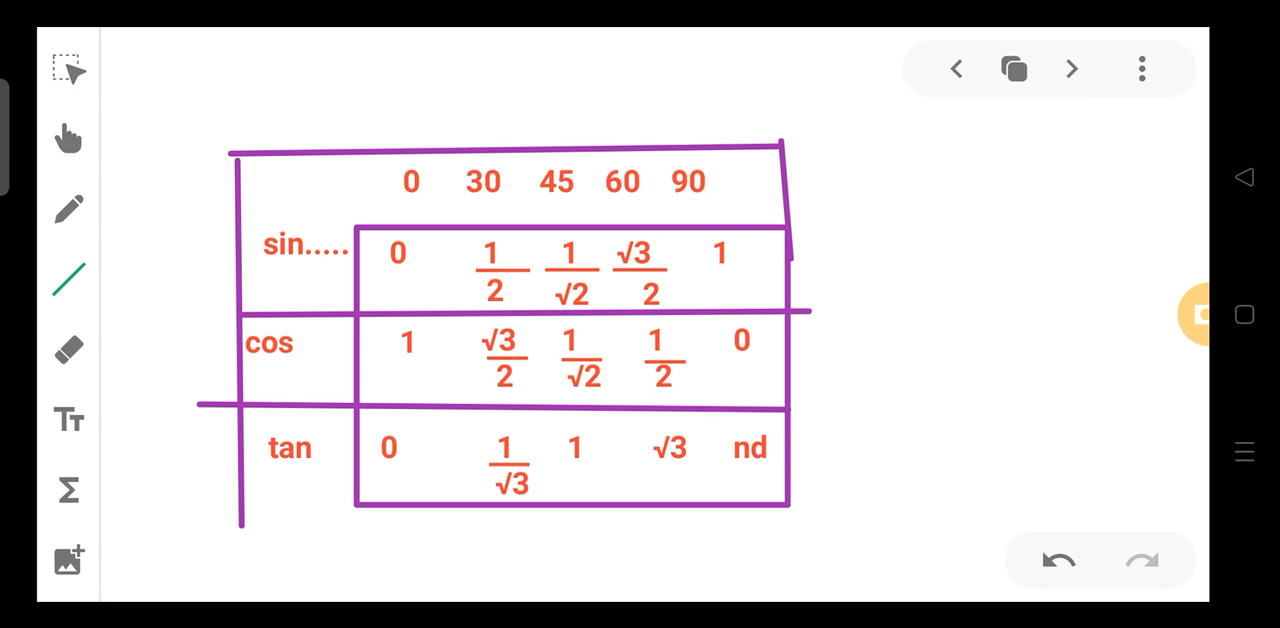 0 30 45 60 90
sin..... 0 1/2 1/√2 √3/2 1
cos 1 √3/2 1/√2 1/2 0
tan 0 1/√3 1 √3 nd